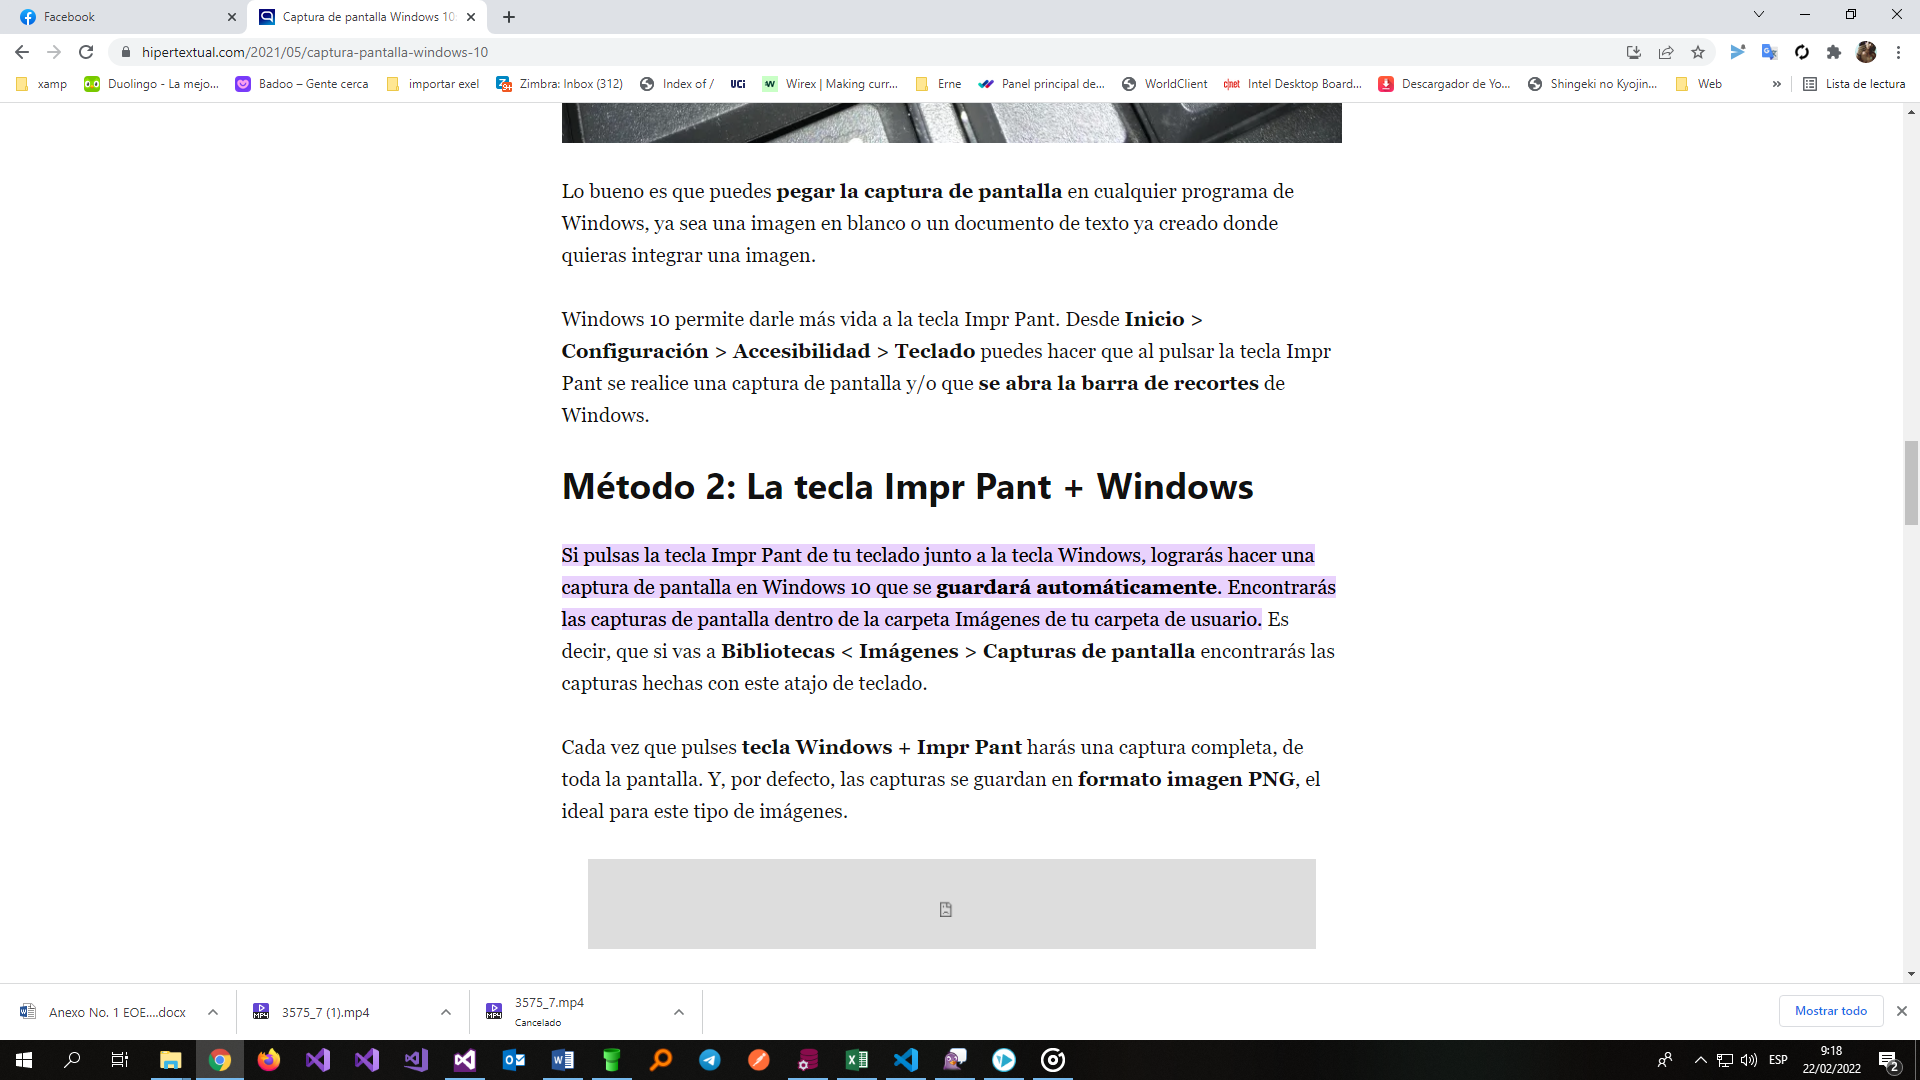 Facebook
Captura de pantalla Windows 10:
hipertextual.com/2021/05/captura-pantalla-windows-10
xamp
Duolingo - La mejo...
Badoo – Gente cerca
importar exel
Zimbra: Inbox (312)
Index of /
UCi
Wirex | Making curr...
Erne
Panel principal de...
WorldClient
Intel Desktop Board...
Descargador de Yo...
Shingeki no Kyojin...
Web
»
Lista de lectura
Lo bueno es que puedes pegar la captura de pantalla en cualquier programa de
Windows, ya sea una imagen en blanco o un documento de texto ya creado donde
quieras integrar una imagen.
Windows 10 permite darle más vida a la tecla Impr Pant. Desde Inicio >
Configuración > Accesibilidad > Teclado puedes hacer que al pulsar la tecla Impr
Pant se realice una captura de pantalla y/o que se abra la barra de recortes de
Windows.
Método 2: La tecla Impr Pant + Windows
Si pulsas la tecla Impr Pant de tu teclado junto a la tecla Windows, lograrás hacer una
captura de pantalla en Windows 10 que se guardará automáticamente. Encontrarás
las capturas de pantalla dentro de la carpeta Imágenes de tu carpeta de usuario. Es
decir, que si vas a Bibliotecas < Imágenes > Capturas de pantalla encontrarás las
capturas hechas con este atajo de teclado.
Cada vez que pulses tecla Windows + Impr Pant harás una captura completa, de
toda la pantalla. Y, por defecto, las capturas se guardan en formato imagen PNG, el
ideal para este tipo de imágenes.
Anexo No. 1 EOE....docx
3575_7 (1).mp4
3575_7.mp4
Cancelado
Mostrar todo
ESP
9:18
22/02/2022
2